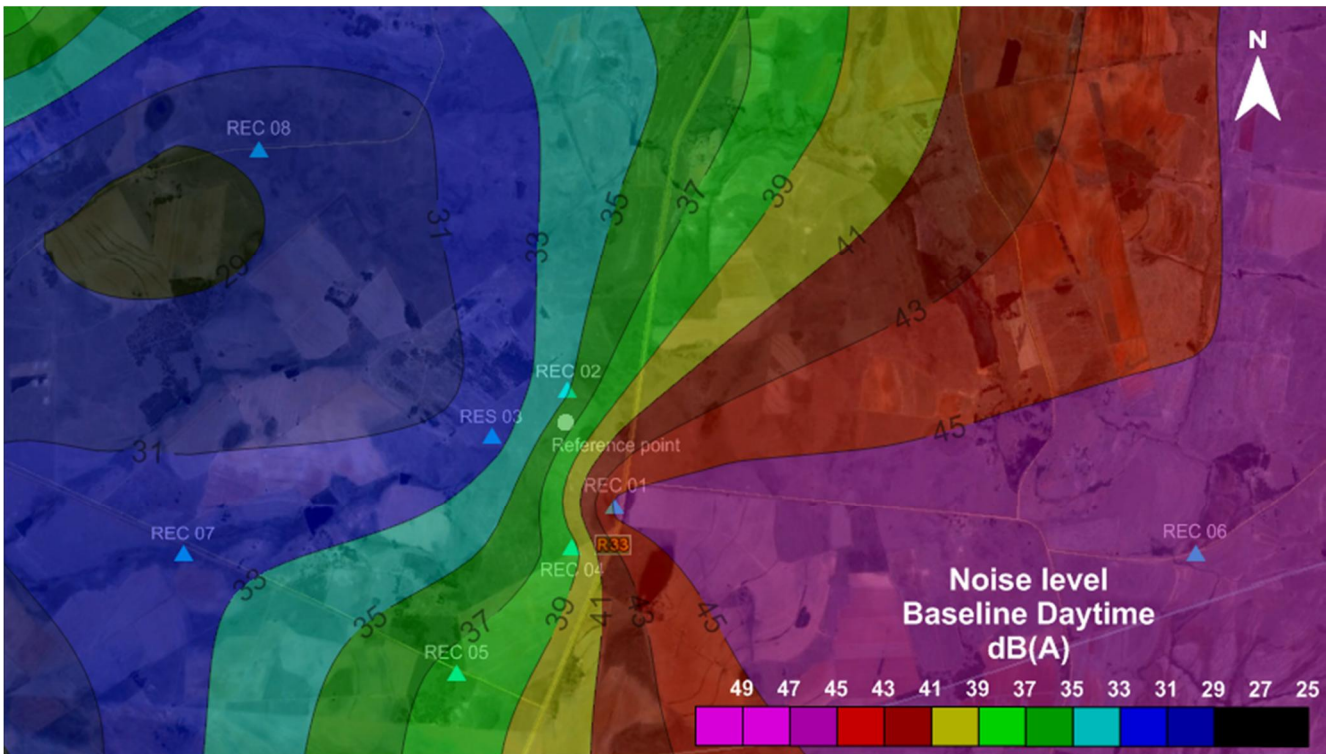 N
REC 08
31
29
33
35
37
39
41
43
REC 02
RES 03
Reference point
45
31
REC 01
REC 07
REC 06
R33
REC 04
33
35
37
39
41
43
45
REC 05
Noise level
Baseline Daytime
dB(A)
49 47 45 43 41 39 37 35 33 31 29 27 25